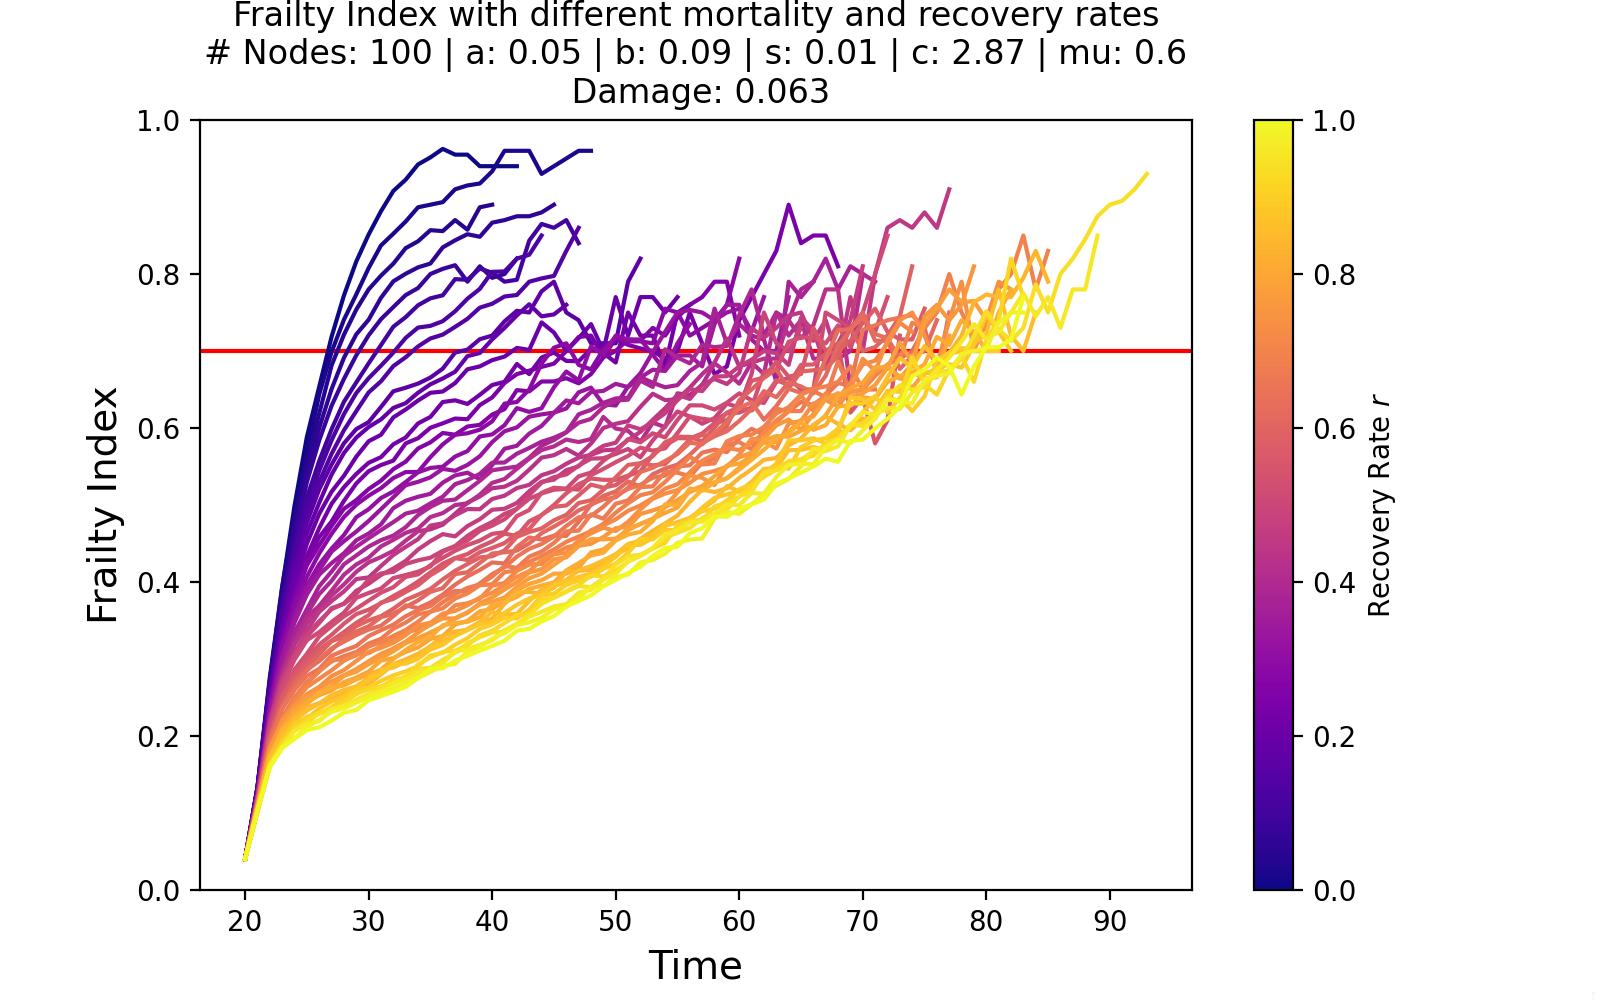 Frailty Index with different mortality and recovery rates
# Nodes: 100 | a: 0.05 | b: 0.09 | s: 0.01 | c: 2.87 | mu: 0.6
Damage: 0.063
Frailty Index
1.0
0.8
0.6
0.4
0.2
0.0
20 30 40 50 60 70 80 90
Time
1.0
0.8
0.6
0.4
0.2
0.0
Recovery Rate r